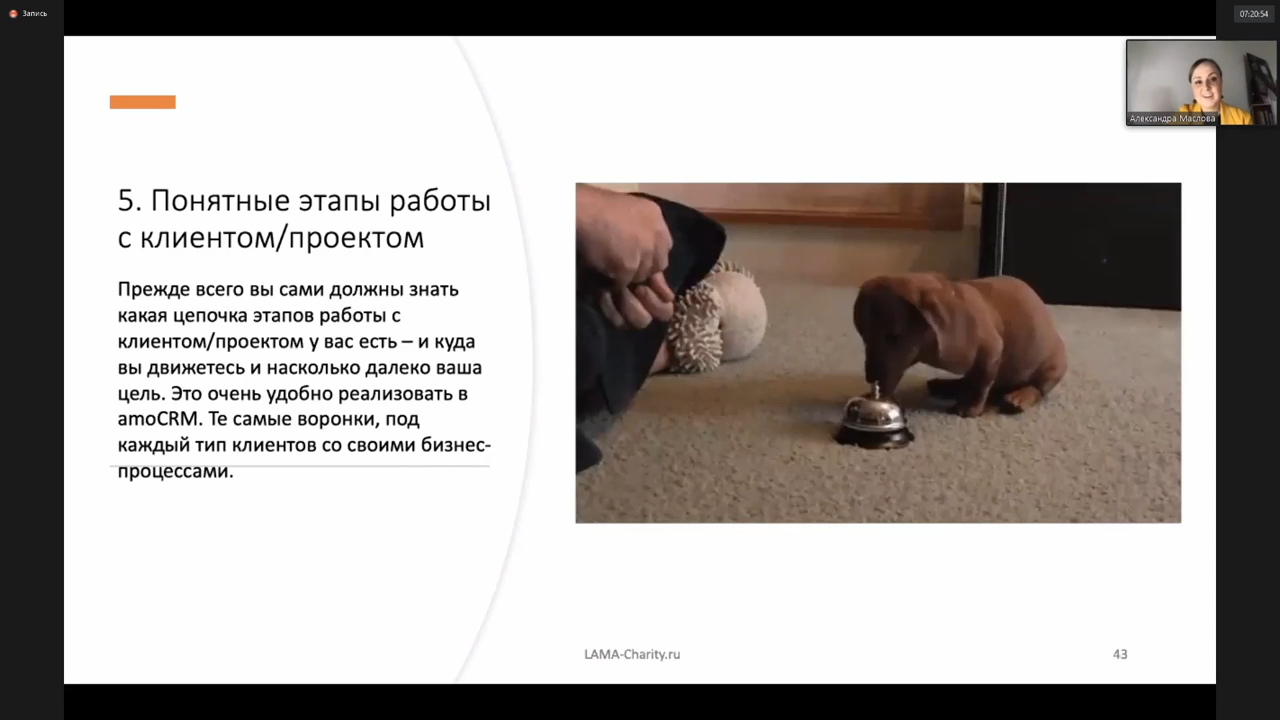 Запись
07:20:54
Александра Маслова
5. Понятные этапы работы
с клиентом/проектом
Прежде всего вы сами должны знать
какая цепочка этапов работы с
клиентом/проектом у вас есть – и куда
вы движетесь и насколько далеко ваша
цель. Это очень удобно реализовать в
amoCRM. Те самые воронки, под
каждый тип клиентов со своими бизнес-
процессами.
LAMA-Charity.ru
43